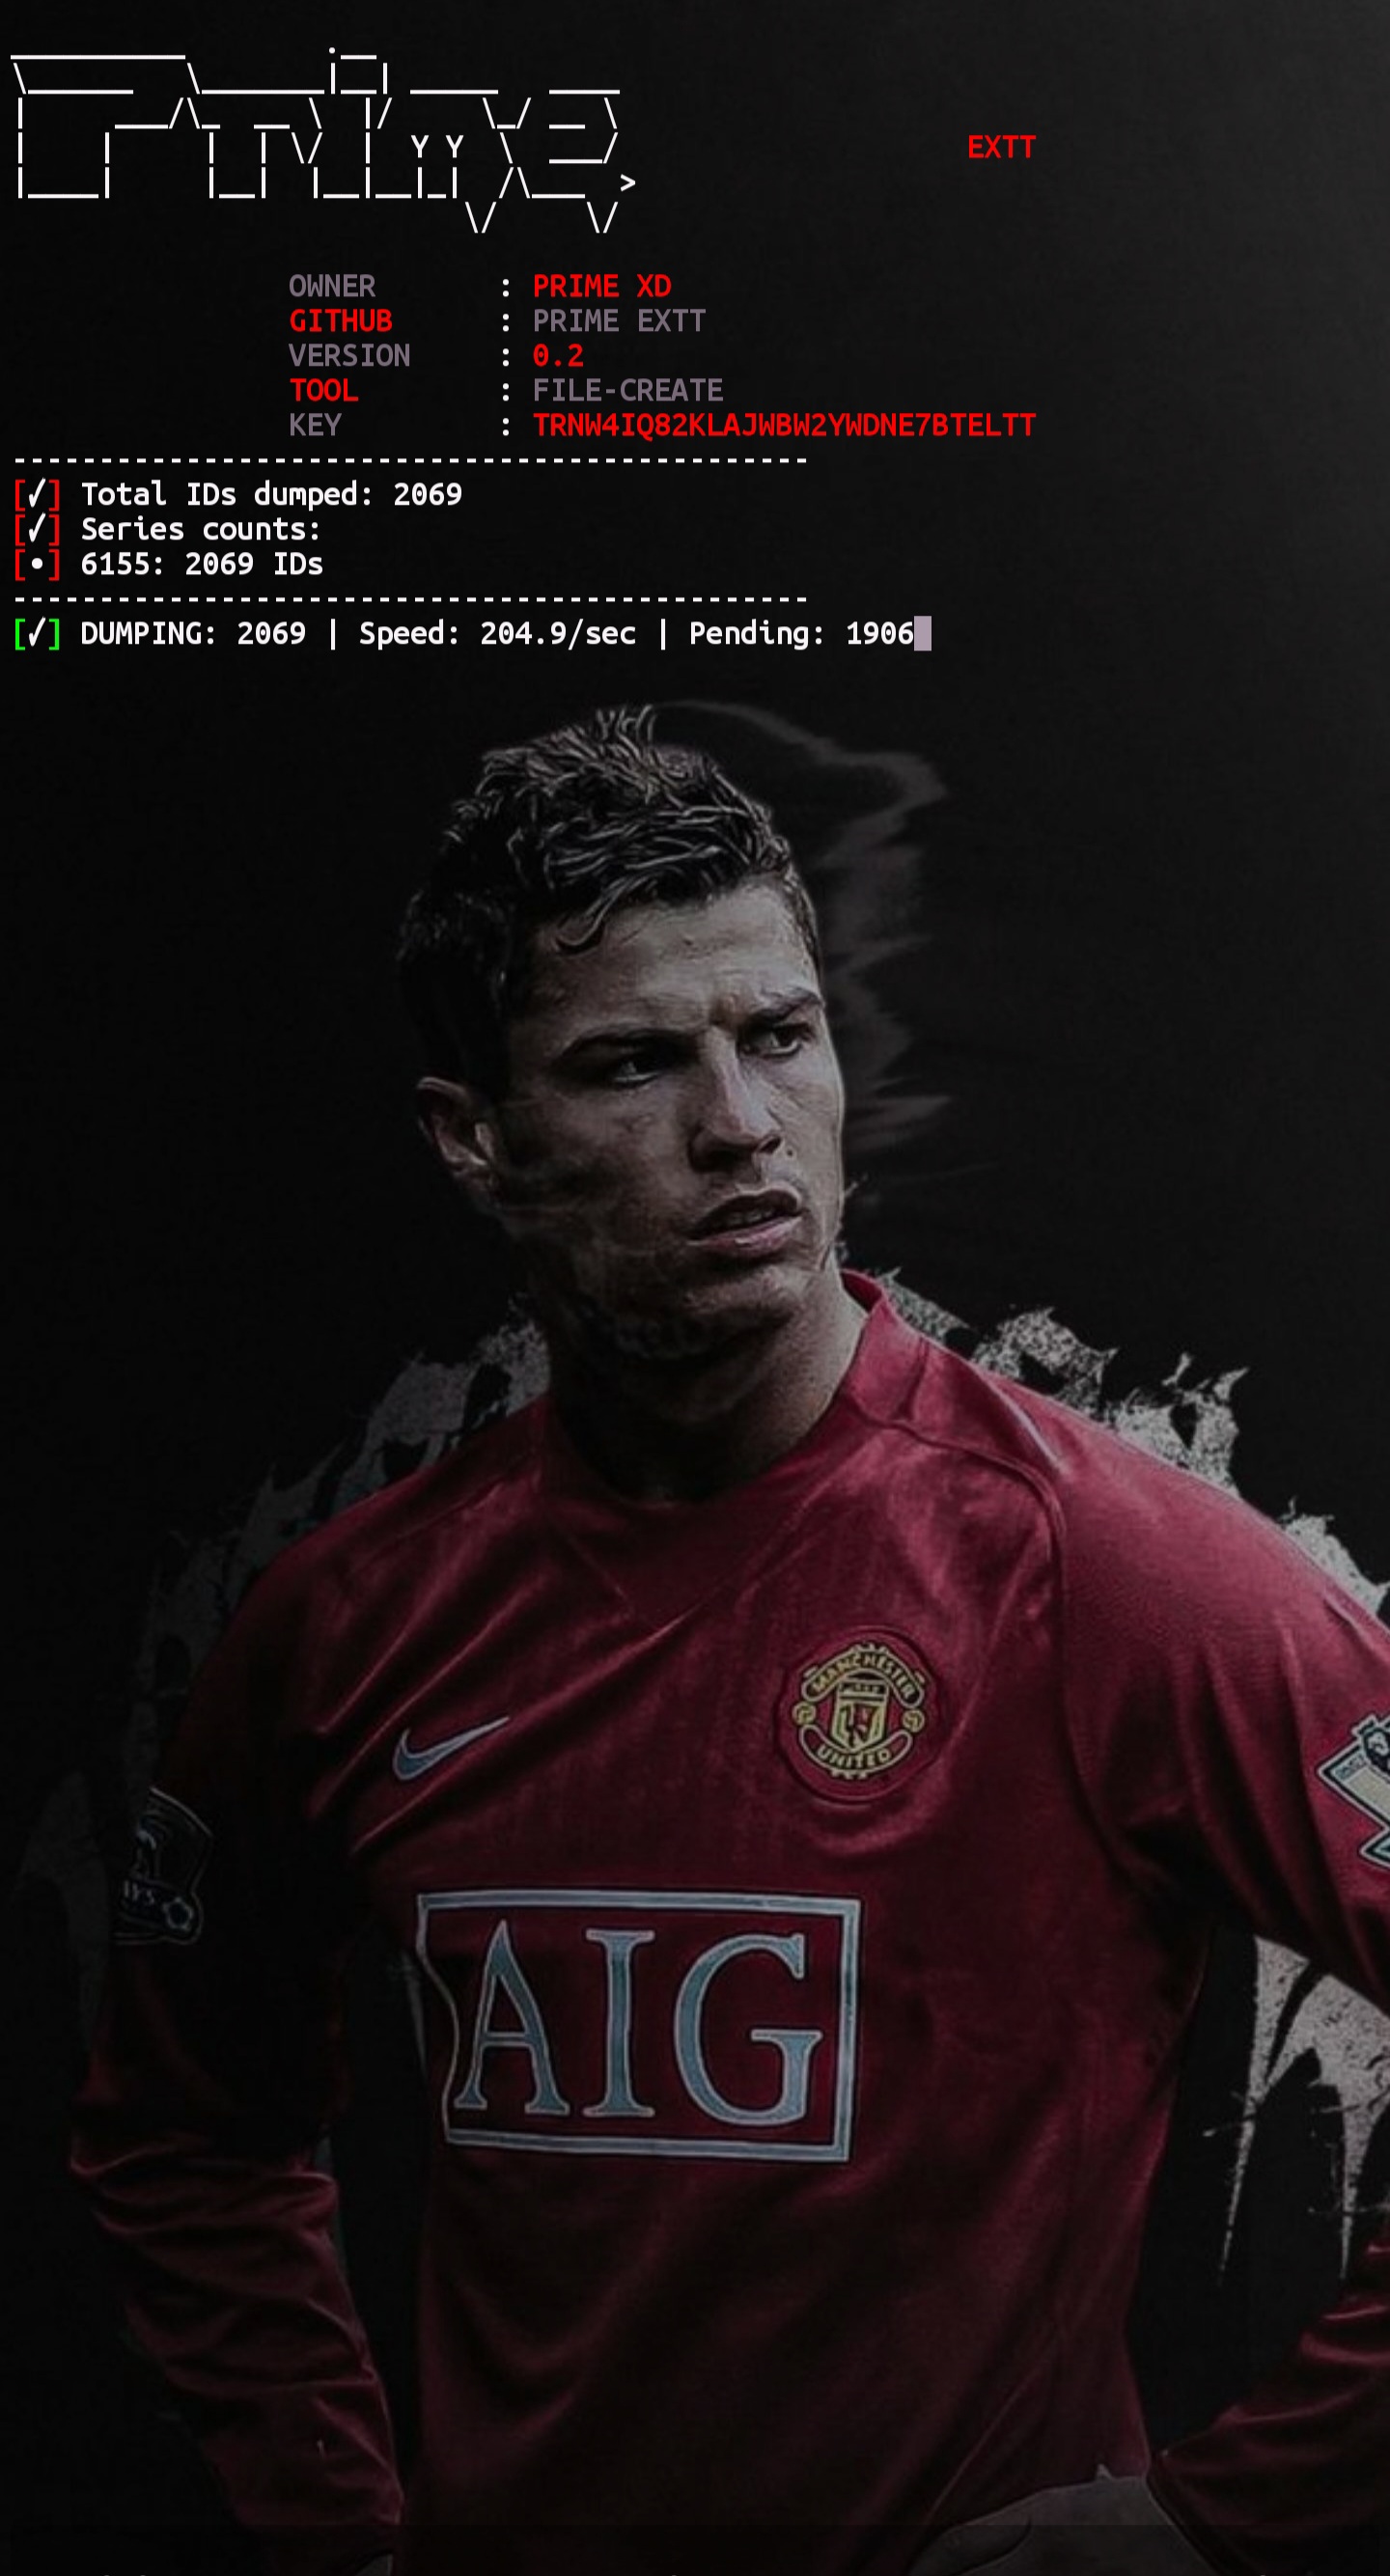 Prime
EXTT
OWNER : PRIME XD
GITHUB : PRIME EXTT
VERSION : 0.2
TOOL : FILE-CREATE
KEY : TRNW4IQ82KLAJWBW2YWDNE7BTELTT
----------------------------------------------
[✓] Total IDs dumped: 2069
[✓] Series counts:
[•] 6155: 2069 IDs
----------------------------------------------
[✓] DUMPING: 2069 | Speed: 204.9/sec | Pending: 1906
MANCHESTER
UNITED
AIG